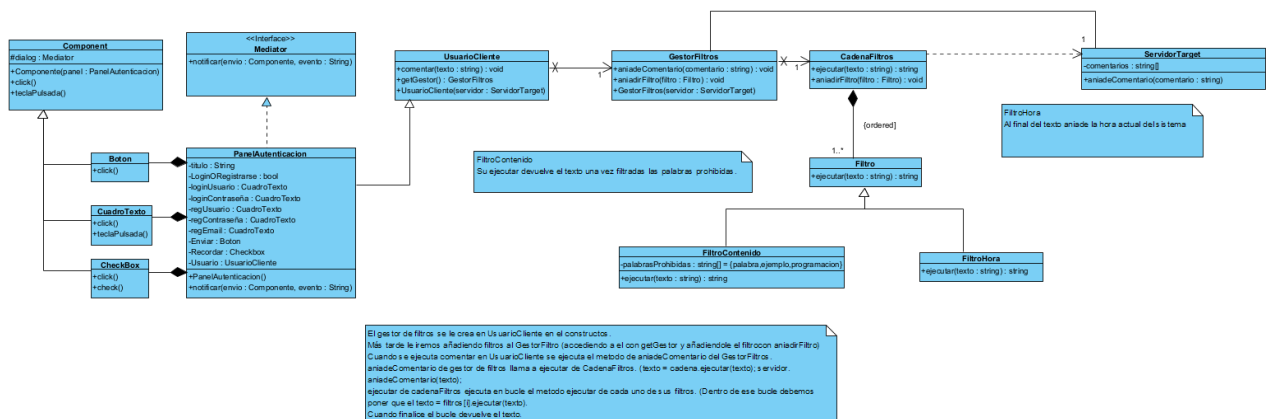 Component
#dialog : Mediator
+Componente(panel : PanelAutenticacion)
+click()
+teclaPulsada()
<<Interface>>
Mediator
+notificar(envio : Componente, evento : String)
UsuarioCliente
+comentar(texto : string) : void
+getGestor() : GestorFiltros
+UsuarioCliente(servidor : ServidorTarget)
1
GestorFiltros
+aniadeComentario(comentario : string) : void
+aniadirFiltro(filtro : Filtro) : void
+GestorFiltros(servidor : ServidorTarget)
1
CadenaFiltros
+ejecutar(texto : string) : string
+aniadirFiltro(filtro : Filtro) : void
1
ServidorTarget
-comentarios : string[]
+aniadeComentario(comentario : string)
FiltroHora
Al final del texto aniade la hora actual del sistema
{ordered}
1..*
Filtro
+ejecutar(texto : string) : string
Boton
+click()
CuadroTexto
+click()
+teclaPulsada()
CheckBox
+click()
+check()
PanelAutenticacion
-titulo : String
-LoginORegistrarse : bool
-loginUsuario : CuadroTexto
-loginContraseña : CuadroTexto
-regUsuario : CuadroTexto
-regContraseña : CuadroTexto
-regEmail : CuadroTexto
-Enviar : Boton
-Recordar : Checkbox
-Usuario : UsuarioCliente
+PanelAutenticacion()
+notificar(envio : Componente, evento : String)
FiltroContenido
Su ejecutar devuelve el texto una vez filtradas las palabras prohibidas.
FiltroContenido
-palabrasProhibidas : string[] = {palabra,ejemplo,programacion}
+ejecutar(texto : string) : string
FiltroHora
+ejecutar(texto : string) : string
El gestor de filtros se le crea en UsuarioCliente en el constructos.
Más tarde le iremos añadiendo filtros al GestorFiltro (accediendo a el con getGestor y añadiendole el filtrocon aniadirFiltro)
Cuando se ejecuta comentar en UsuarioCliente se ejecuta el metodo de aniadeComentario del GestorFiltros.
aniadeComentario de gestor de filtros llama a ejecutar de CadenaFiltros. (texto = cadena.ejecutar(texto); servidor.
aniadeComentario(texto);
ejecutar de cadenaFiltros ejecuta en bucle el metodo ejecutar de cada uno de sus filtros. (Dentro de ese bucle debemos
poner que el texto = filtros[i].ejecutar(texto).
Cuando finalice el bucle devuelve el texto.